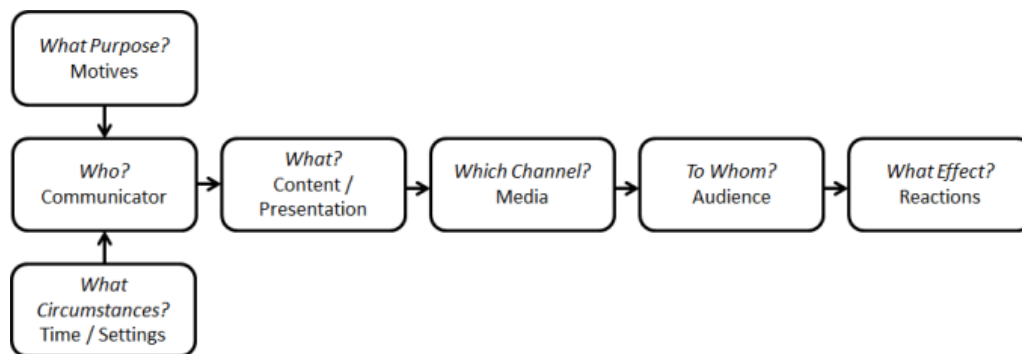 What Purpose?
Motives
Who?
Communicator
What?
Content /
Presentation
Which Channel?
Media
To Whom?
Audience
What Effect?
Reactions
What
Circumstances?
Time / Settings